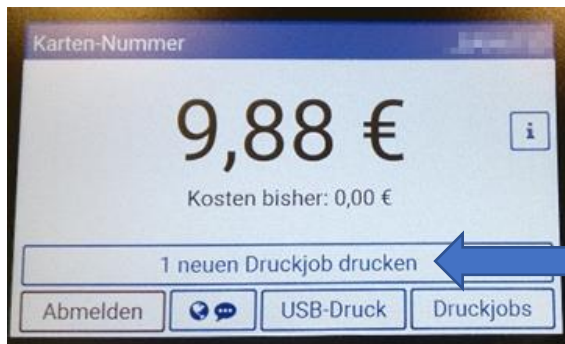 Karten-Nummer
9,88 €
i
Kosten bisher: 0,00 €
1 neuen Druckjob drucken
Abmelden USB-Druck Druckjobs